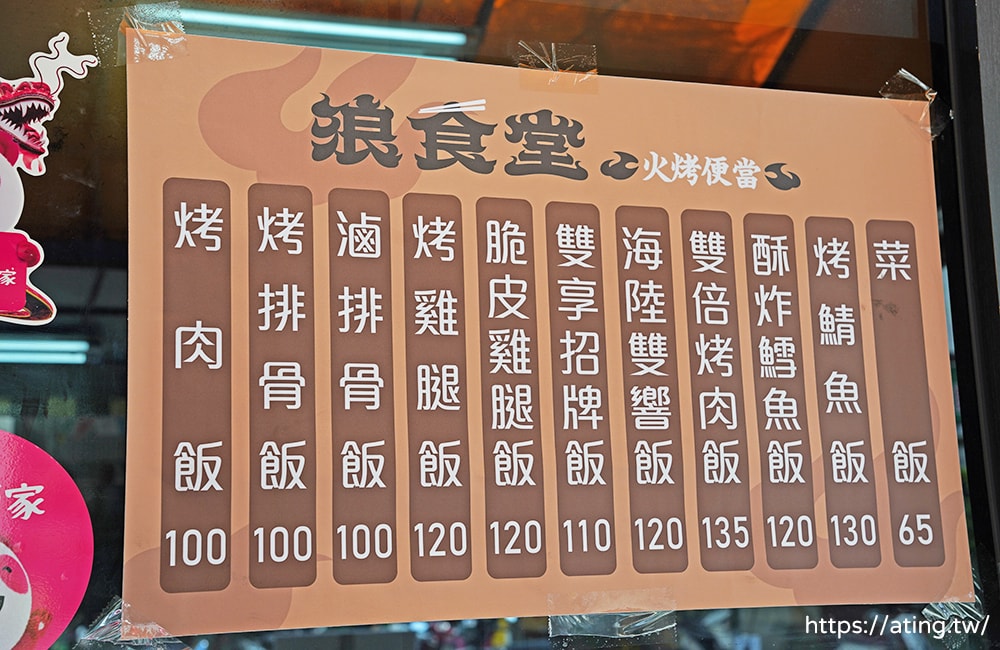 浪食堂
火烤便當
烤肉飯 100
烤排骨飯 100
滷排骨飯 100
烤雞腿飯 120
脆皮雞腿飯 120
雙享招牌飯 110
海陸雙響飯 120
雙倍烤肉飯 135
酥炸鱈魚飯 120
烤鯖魚飯 130
菜飯 65
家
家
https://ating.tw/